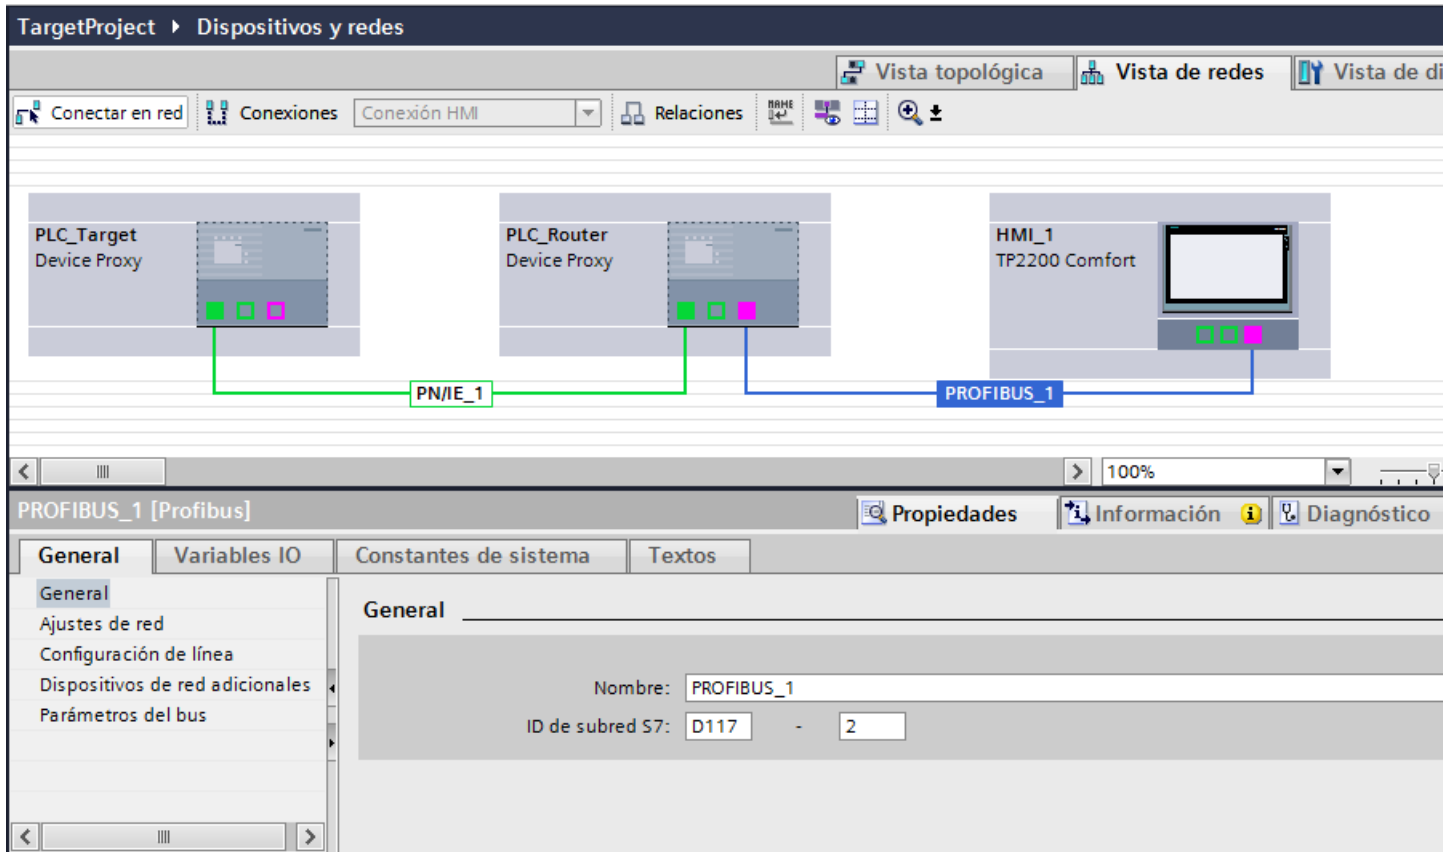 TargetProject ▸ Dispositivos y redes
Vista topológica
Vista de redes
Vista de di
Conectar en red
Conexiones
Conexión HMI
Relaciones
NAME
PLC_Target
Device Proxy
PLC_Router
Device Proxy
HMI_1
TP2200 Comfort
PN/IE_1
PROFIBUS_1
100%
PROFIBUS_1 [Profibus]
Propiedades
Información
Diagnóstico
General
Variables IO
Constantes de sistema
Textos
General
Ajustes de red
Configuración de línea
Dispositivos de red adicionales
Parámetros del bus
General
Nombre: PROFIBUS_1
ID de subred S7: D117 - 2